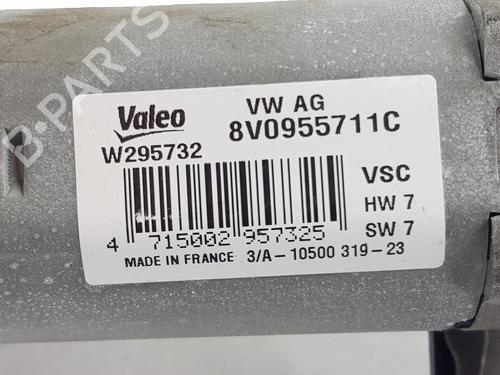 B-PARTS
Valeo
VW AG
W295732
8V0955711C
VSC
HW 7
SW 7
4 715002 957325
MADE IN FRANCE 3/A-10500 319-23